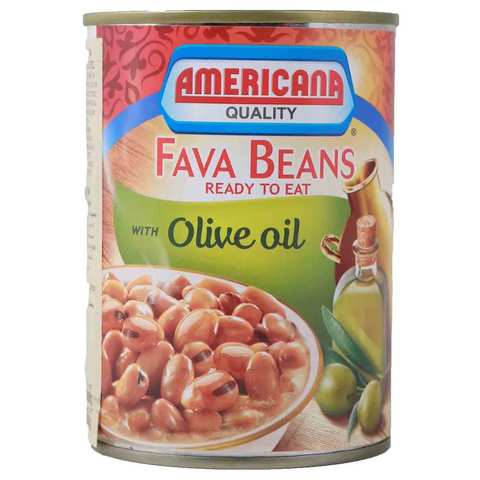 AMERICANA
QUALITY
®
FAVA BEANS
READY TO EAT
WITH Olive oil